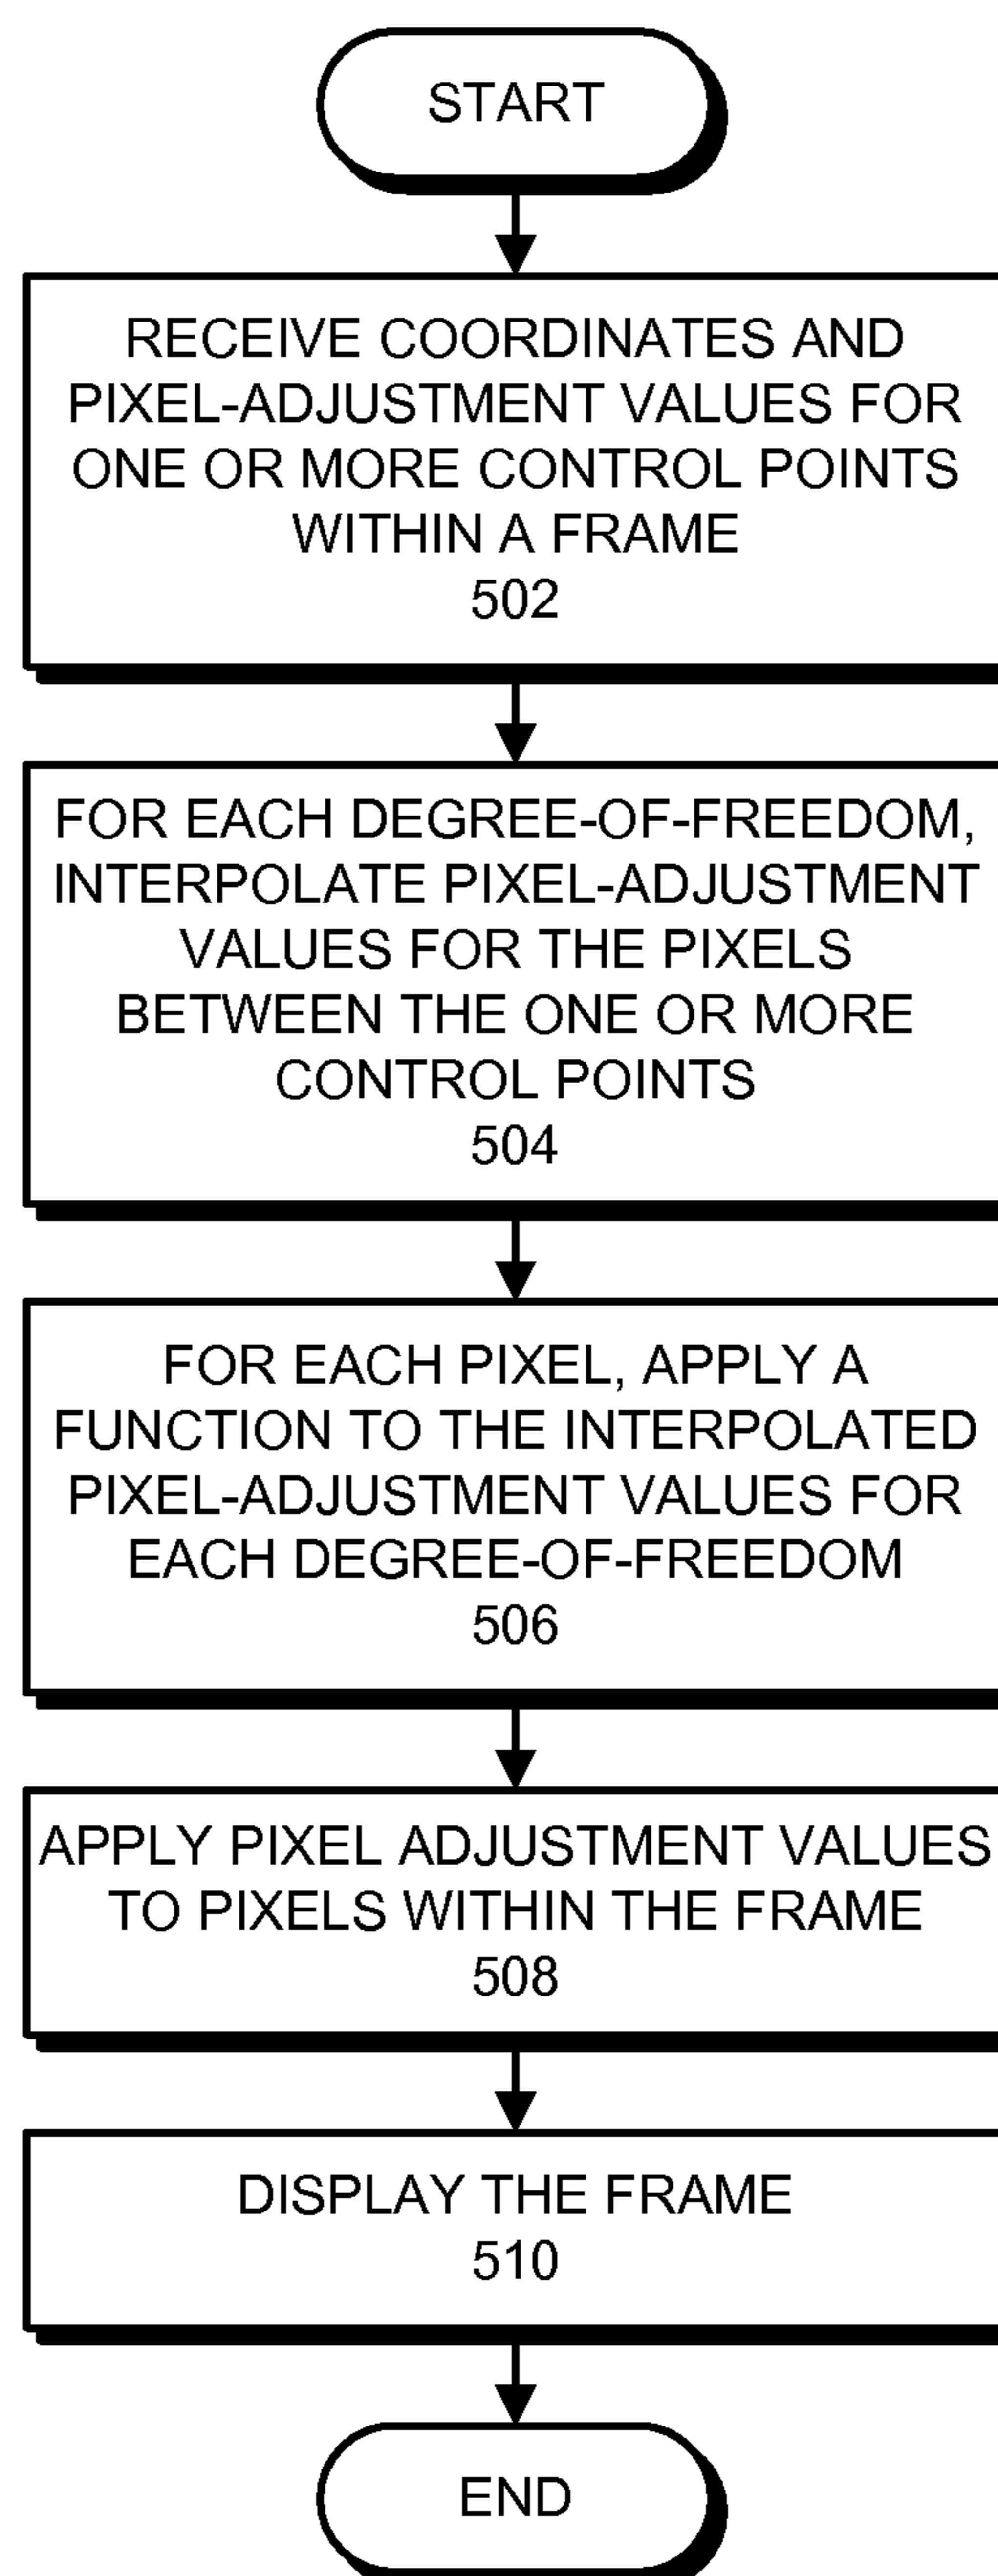 START
RECEIVE COORDINATES AND
PIXEL-ADJUSTMENT VALUES FOR
ONE OR MORE CONTROL POINTS
WITHIN A FRAME
502
FOR EACH DEGREE-OF-FREEDOM,
INTERPOLATE PIXEL-ADJUSTMENT
VALUES FOR THE PIXELS
BETWEEN THE ONE OR MORE
CONTROL POINTS
504
FOR EACH PIXEL, APPLY A
FUNCTION TO THE INTERPOLATED
PIXEL-ADJUSTMENT VALUES FOR
EACH DEGREE-OF-FREEDOM
506
APPLY PIXEL ADJUSTMENT VALUES
TO PIXELS WITHIN THE FRAME
508
DISPLAY THE FRAME
510
END